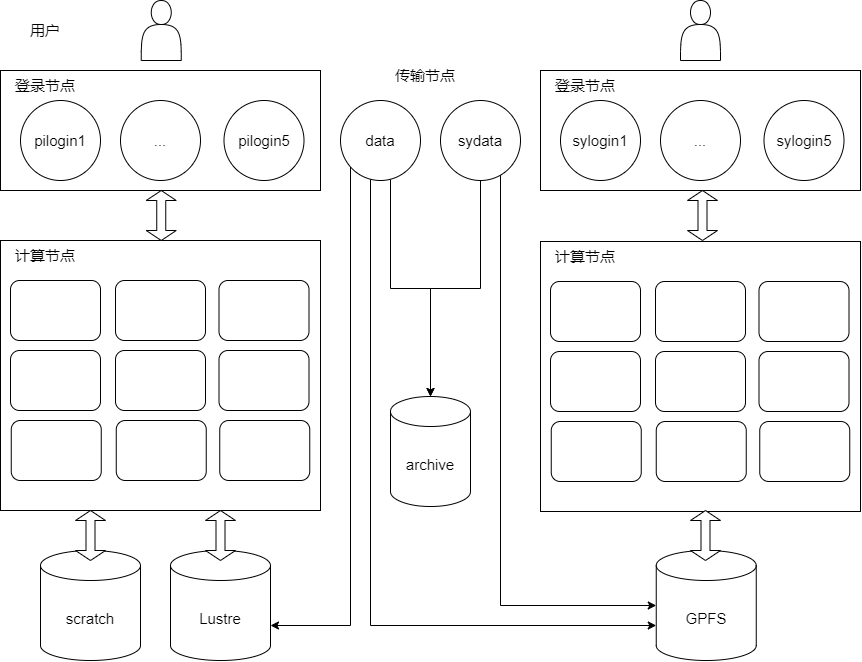 用户
传输节点
登录节点
登录节点
pilogin1
...
pilogin5
data
sydata
sylogin1
...
sylogin5
计算节点
计算节点
archive
scratch
Lustre
GPFS